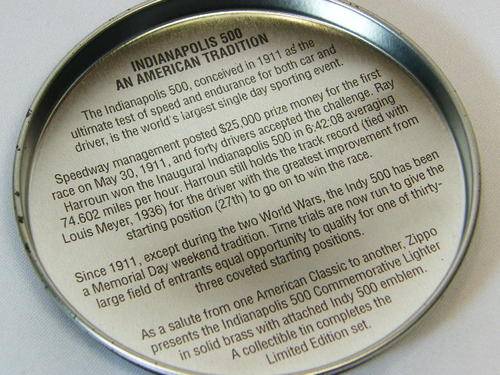 INDIANAPOLIS 500
AN AMERICAN TRADITION
The Indianapolis 500, conceived in 1911 as the
ultimate test of speed and endurance for both car and
driver, is the world's largest single day sporting event.
Speedway management posted $25,000 prize money for the first
race on May 30, 1911, and forty drivers accepted the challenge. Ray
Harroun won the Inaugural Indianapolis 500 in 6:42:08 averaging
74.602 miles per hour. Harroun still holds the track record (tied with
Louis Meyer, 1936) for the driver with the greatest improvement from
starting position (27th) to go on to win the race.
Since 1911, except during the two World Wars, the Indy 500 has been
a Memorial Day weekend tradition. Time trials are now run to give the
large field of entrants equal opportunity to qualify for one of thirty-
three coveted starting positions.
As a salute from one American Classic to another, Zippo
presents the Indianapolis 500 Commemorative Lighter
in solid brass with attached Indy 500 emblem.
A collectible tin completes the
Limited Edition set.